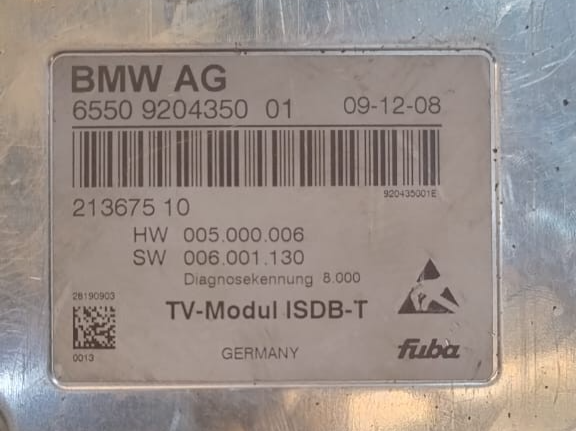 BMW AG
6550 9204350 01 09-12-08
920435001E
213675 10
HW 005.000.006
SW 006.001.130
Diagnosekennung 8.000
28190903
TV-Modul ISDB-T
0013
GERMANY
fuba